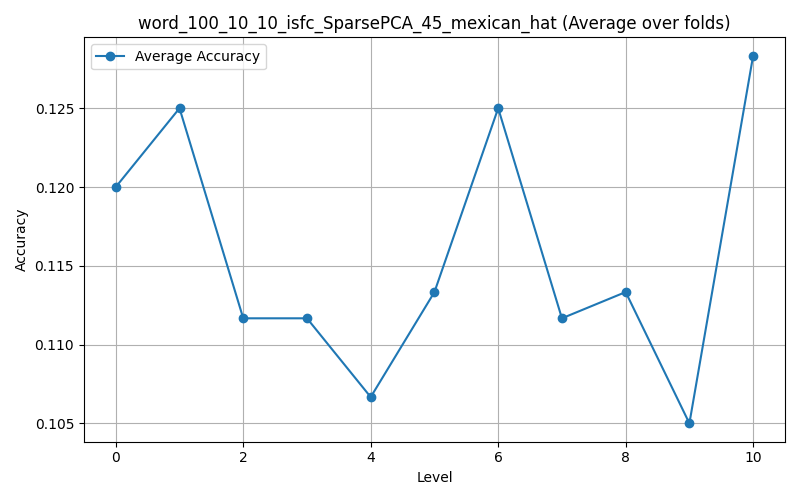 word_100_10_10_isfc_SparsePCA_45_mexican_hat (Average over folds)
Average Accuracy
0.125
0.120
0.115
0.110
0.105
Accuracy
0 2 4 6 8 10
Level